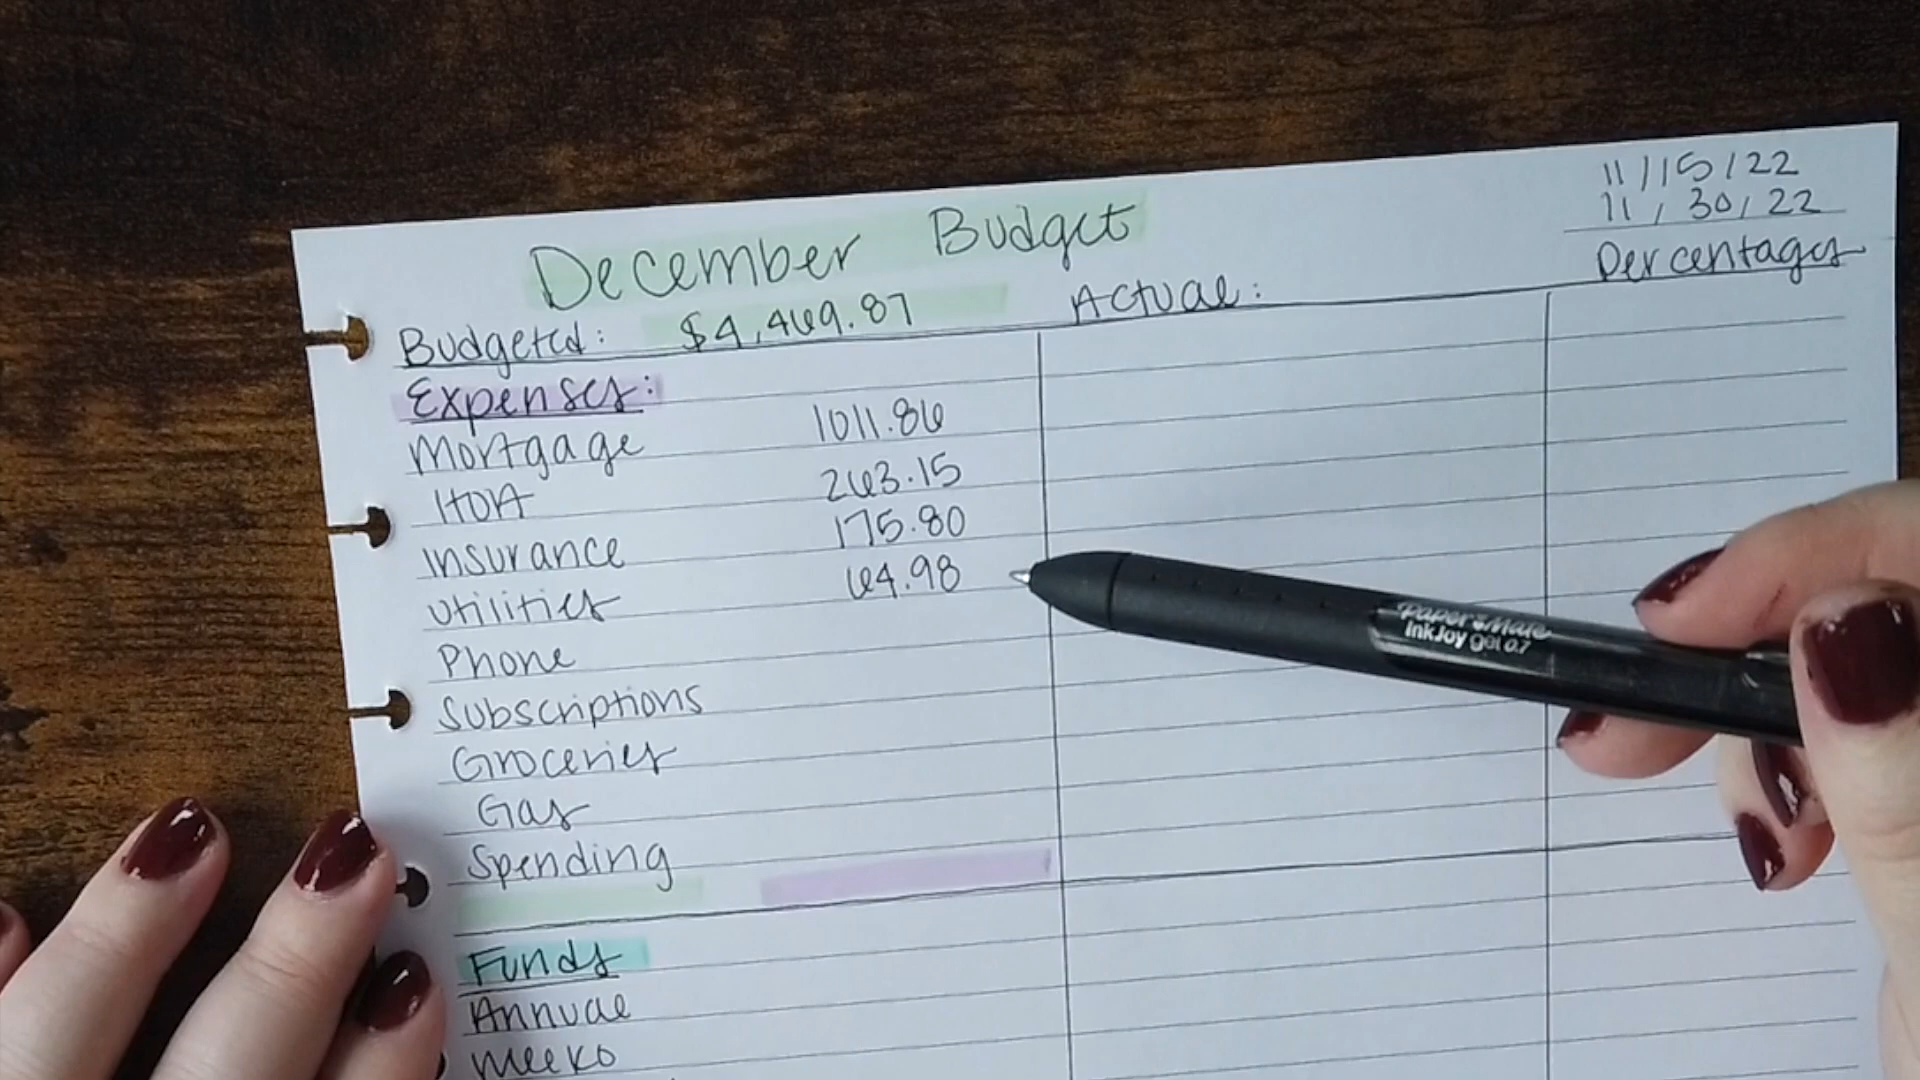 11/15/22
11/30/22
December Budget
Percentages
Budgeted: $4,469.87 Actual:
Expenses:
Mortgage 1011.86
HOA 263.15
Insurance 175.80
Utilities 64.98
Phone
Subscriptions
Groceries
Gas
Spending
Funds
Annual
Meeko
Paper Mate
InkJoy gel 0.7